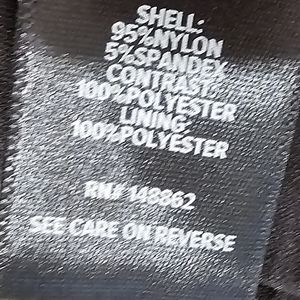 SHELL:
95%NYLON
5%SPANDEX
CONTRAST:
100%POLYESTER
LINING:
100%POLYESTER
RN# 148862
SEE CARE ON REVERSE